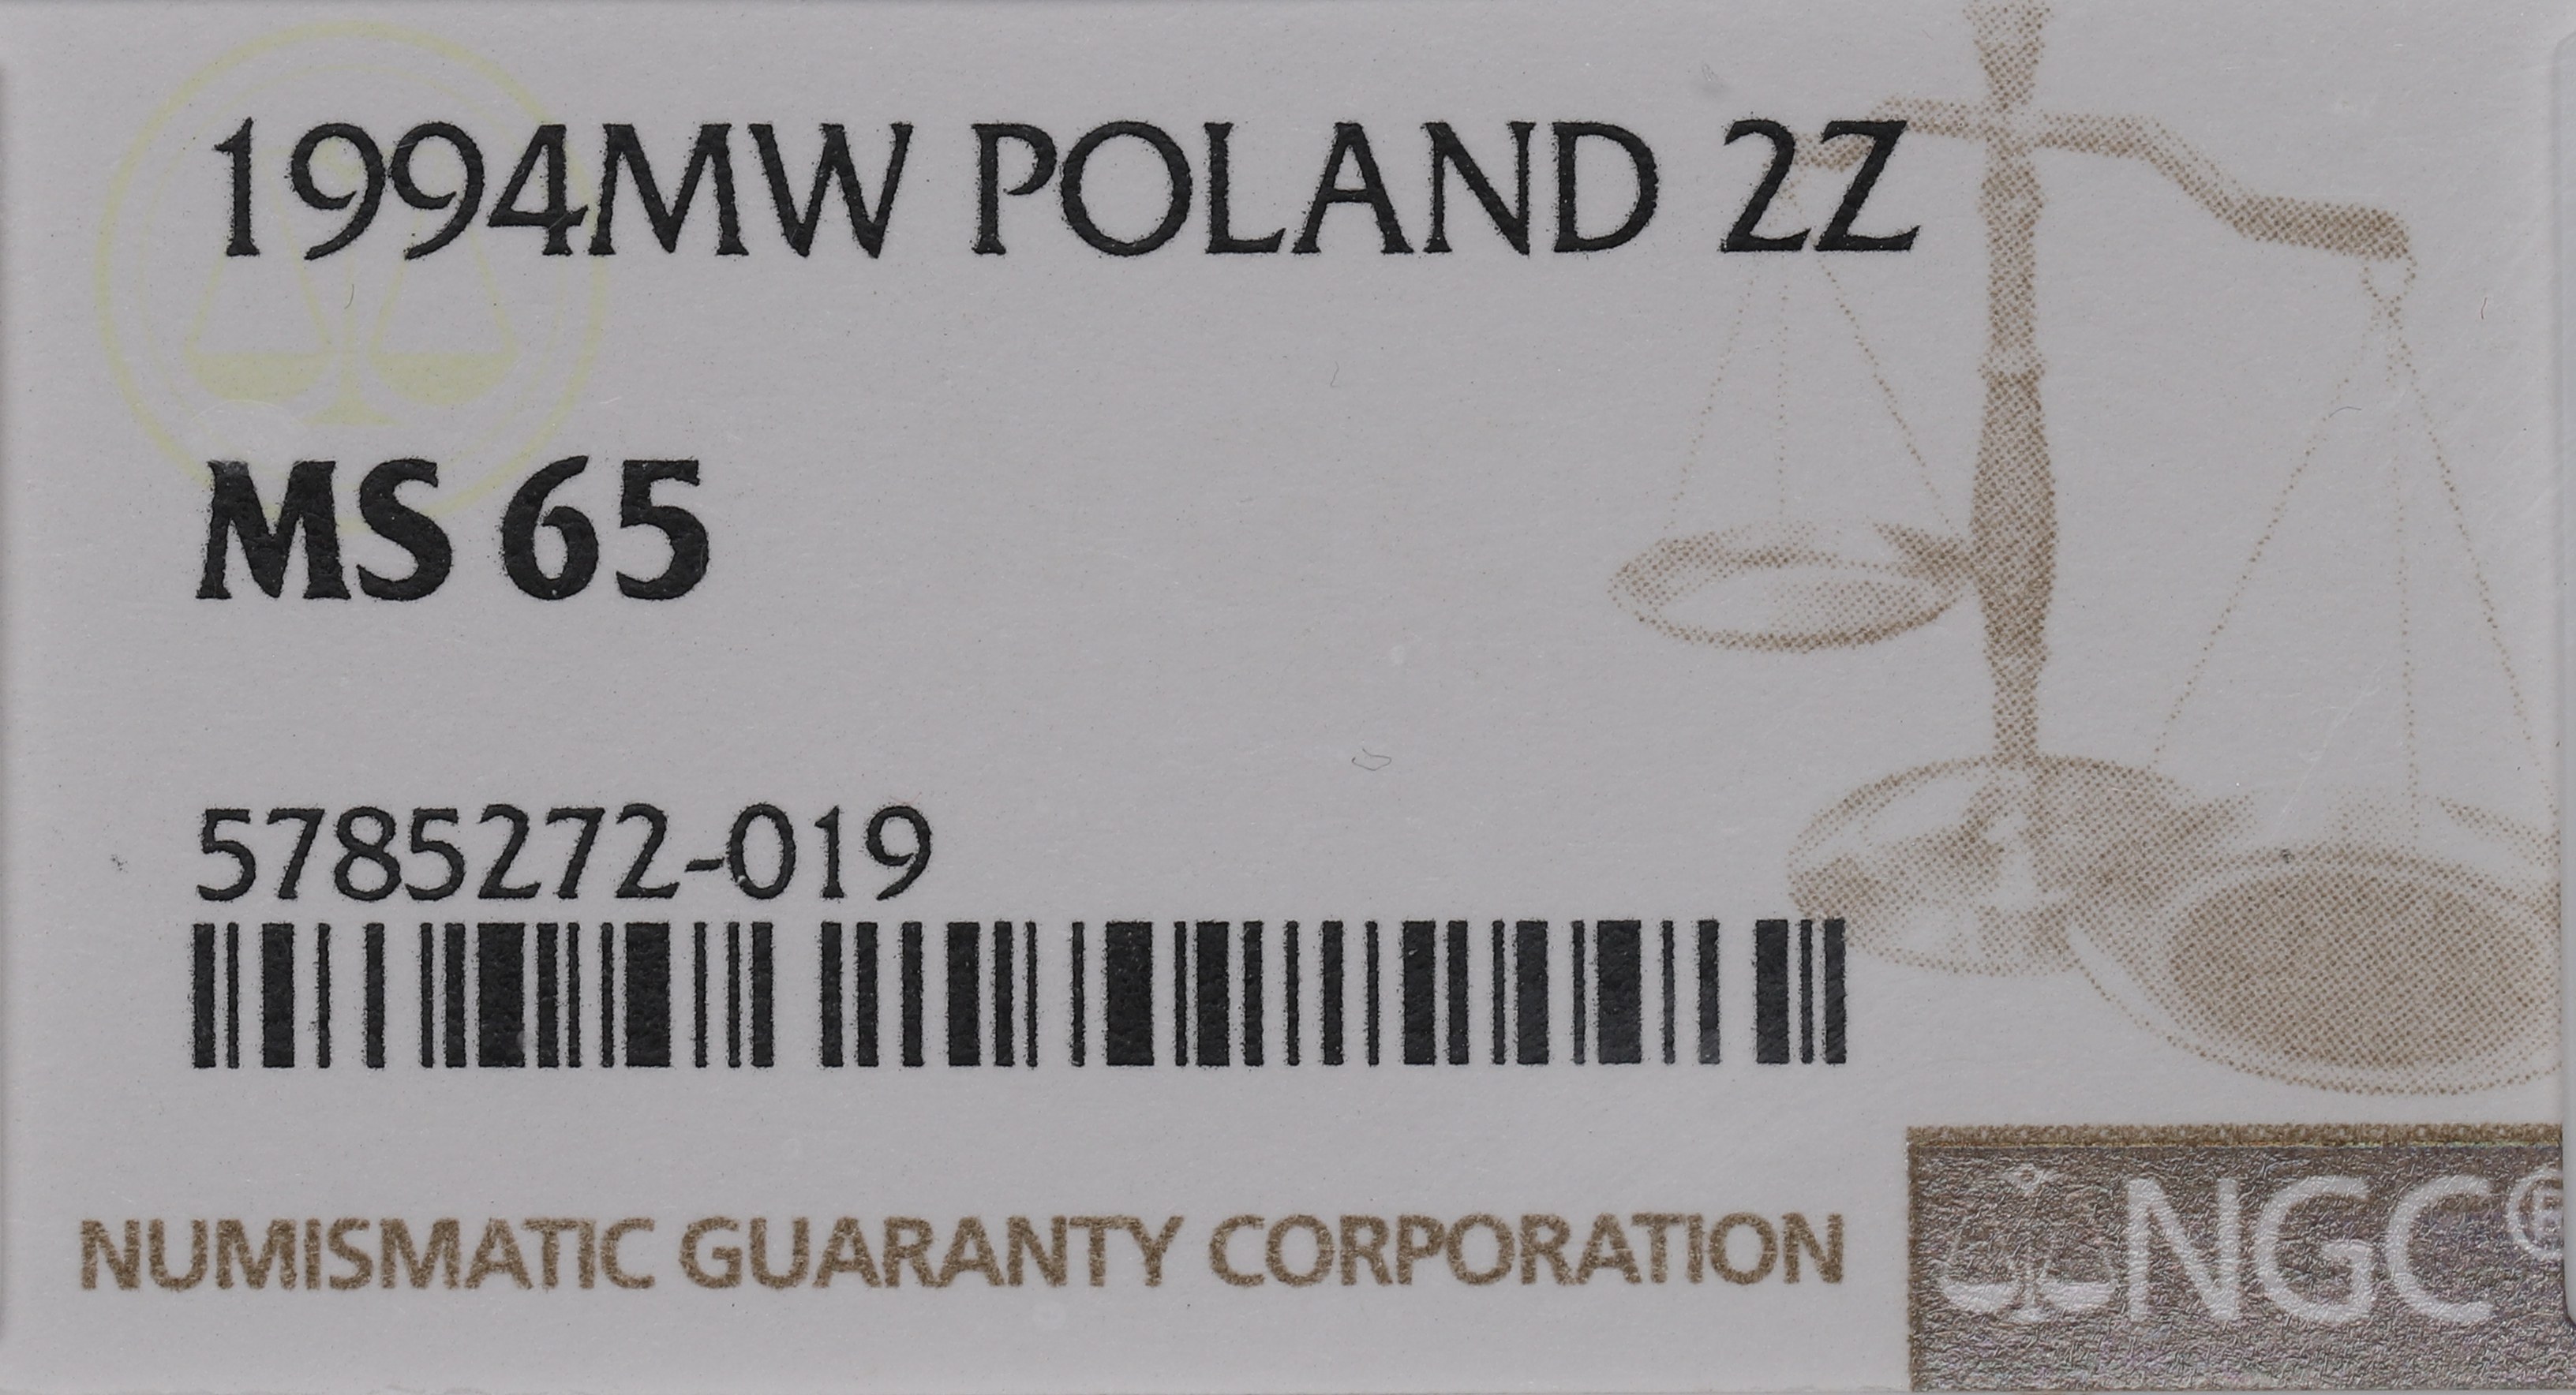 1994MW POLAND 2Z
MS 65
5785272-019
NUMISMATIC GUARANTY CORPORATION
NGC®